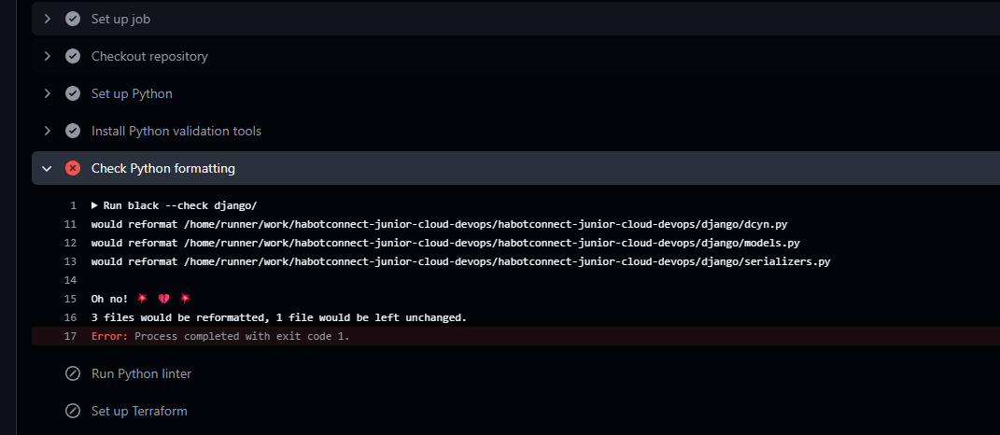 Set up job
Checkout repository
Set up Python
Install Python validation tools
Check Python formatting
1 ▶ Run black --check django/
11 would reformat /home/runner/work/habotconnect-junior-cloud-devops/habotconnect-junior-cloud-devops/django/dcyn.py
12 would reformat /home/runner/work/habotconnect-junior-cloud-devops/habotconnect-junior-cloud-devops/django/models.py
13 would reformat /home/runner/work/habotconnect-junior-cloud-devops/habotconnect-junior-cloud-devops/django/serializers.py
14
15 Oh no! 💥 💔 💥
16 3 files would be reformatted, 1 file would be left unchanged.
17 Error: Process completed with exit code 1.
Run Python linter
Set up Terraform